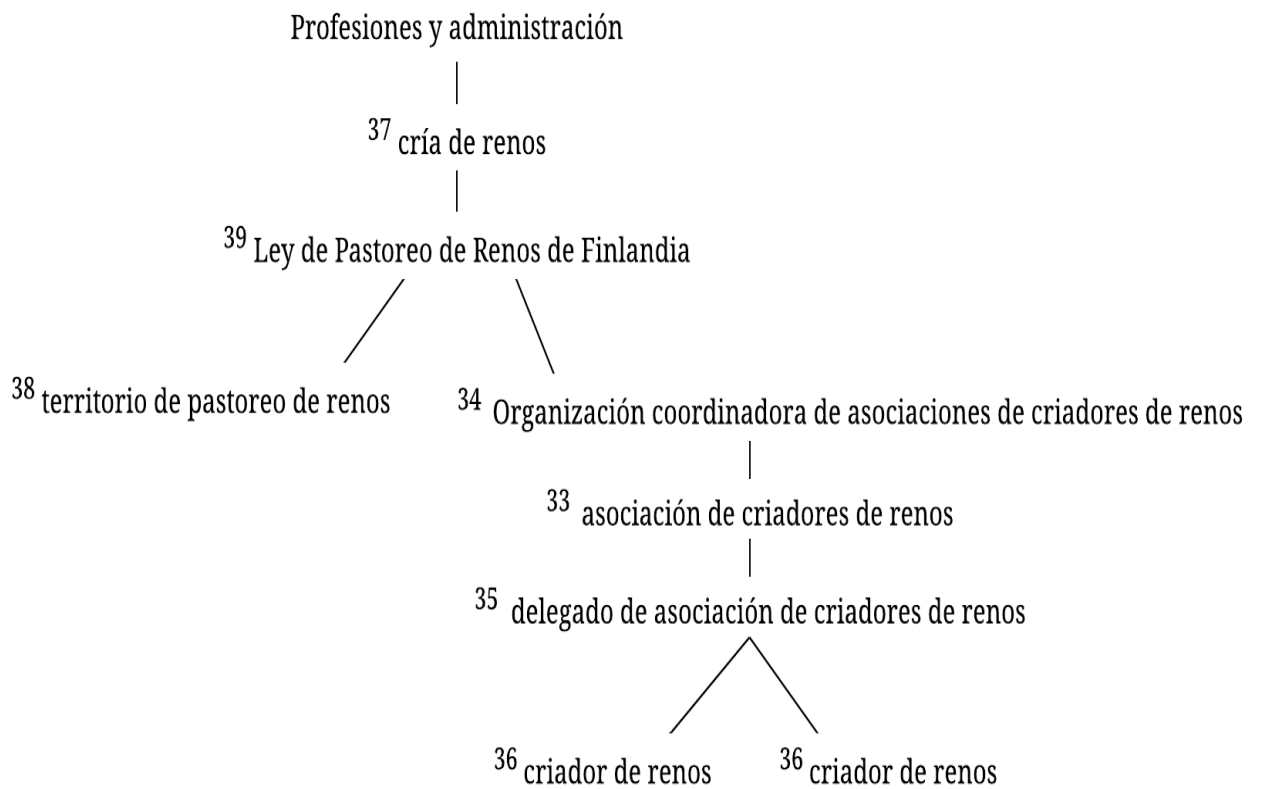 Profesiones y administración
37 cría de renos
39 Ley de Pastoreo de Renos de Finlandia
38 territorio de pastoreo de renos
34 Organización coordinadora de asociaciones de criadores de renos
33 asociación de criadores de renos
35 delegado de asociación de criadores de renos
36 criador de renos
36 criador de renos